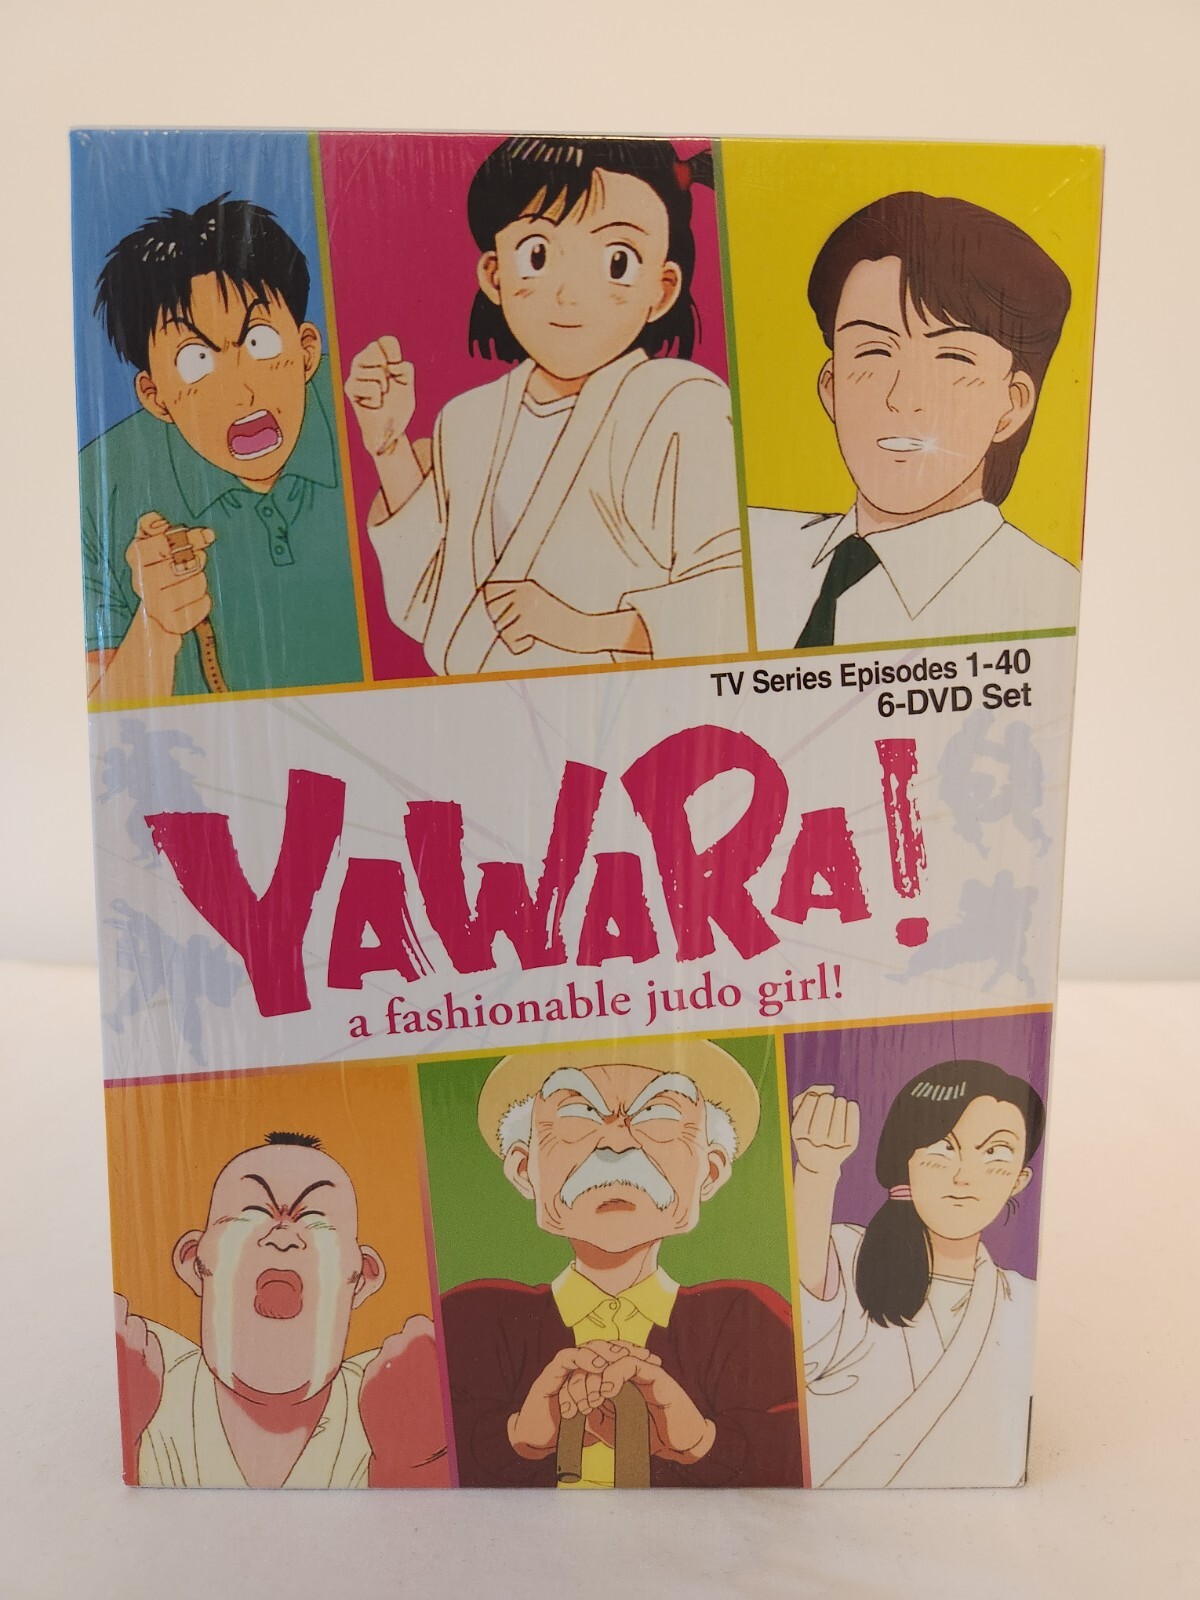 TV Series Episodes 1-40
6-DVD Set
YAWARA!
a fashionable judo girl!